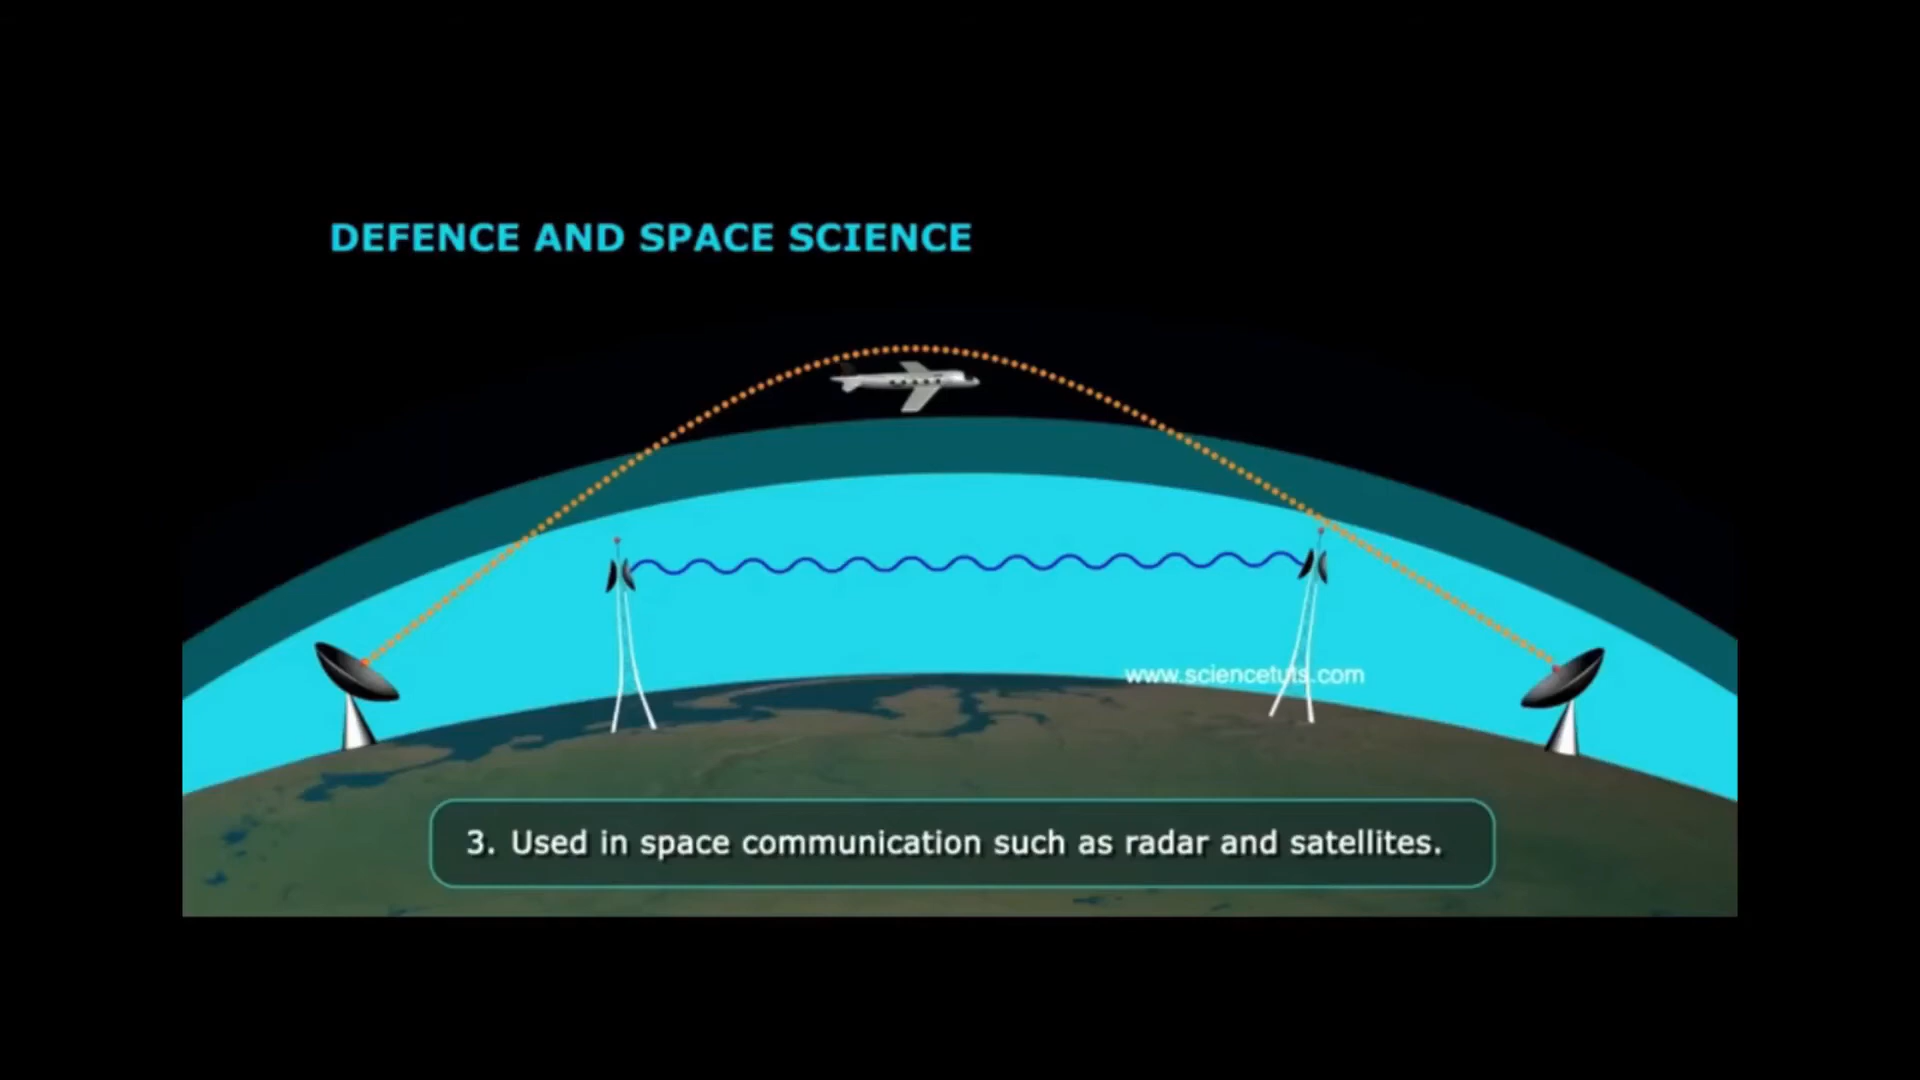 DEFENCE AND SPACE SCIENCE
www.sciencetuts.com
3. Used in space communication such as radar and satellites.